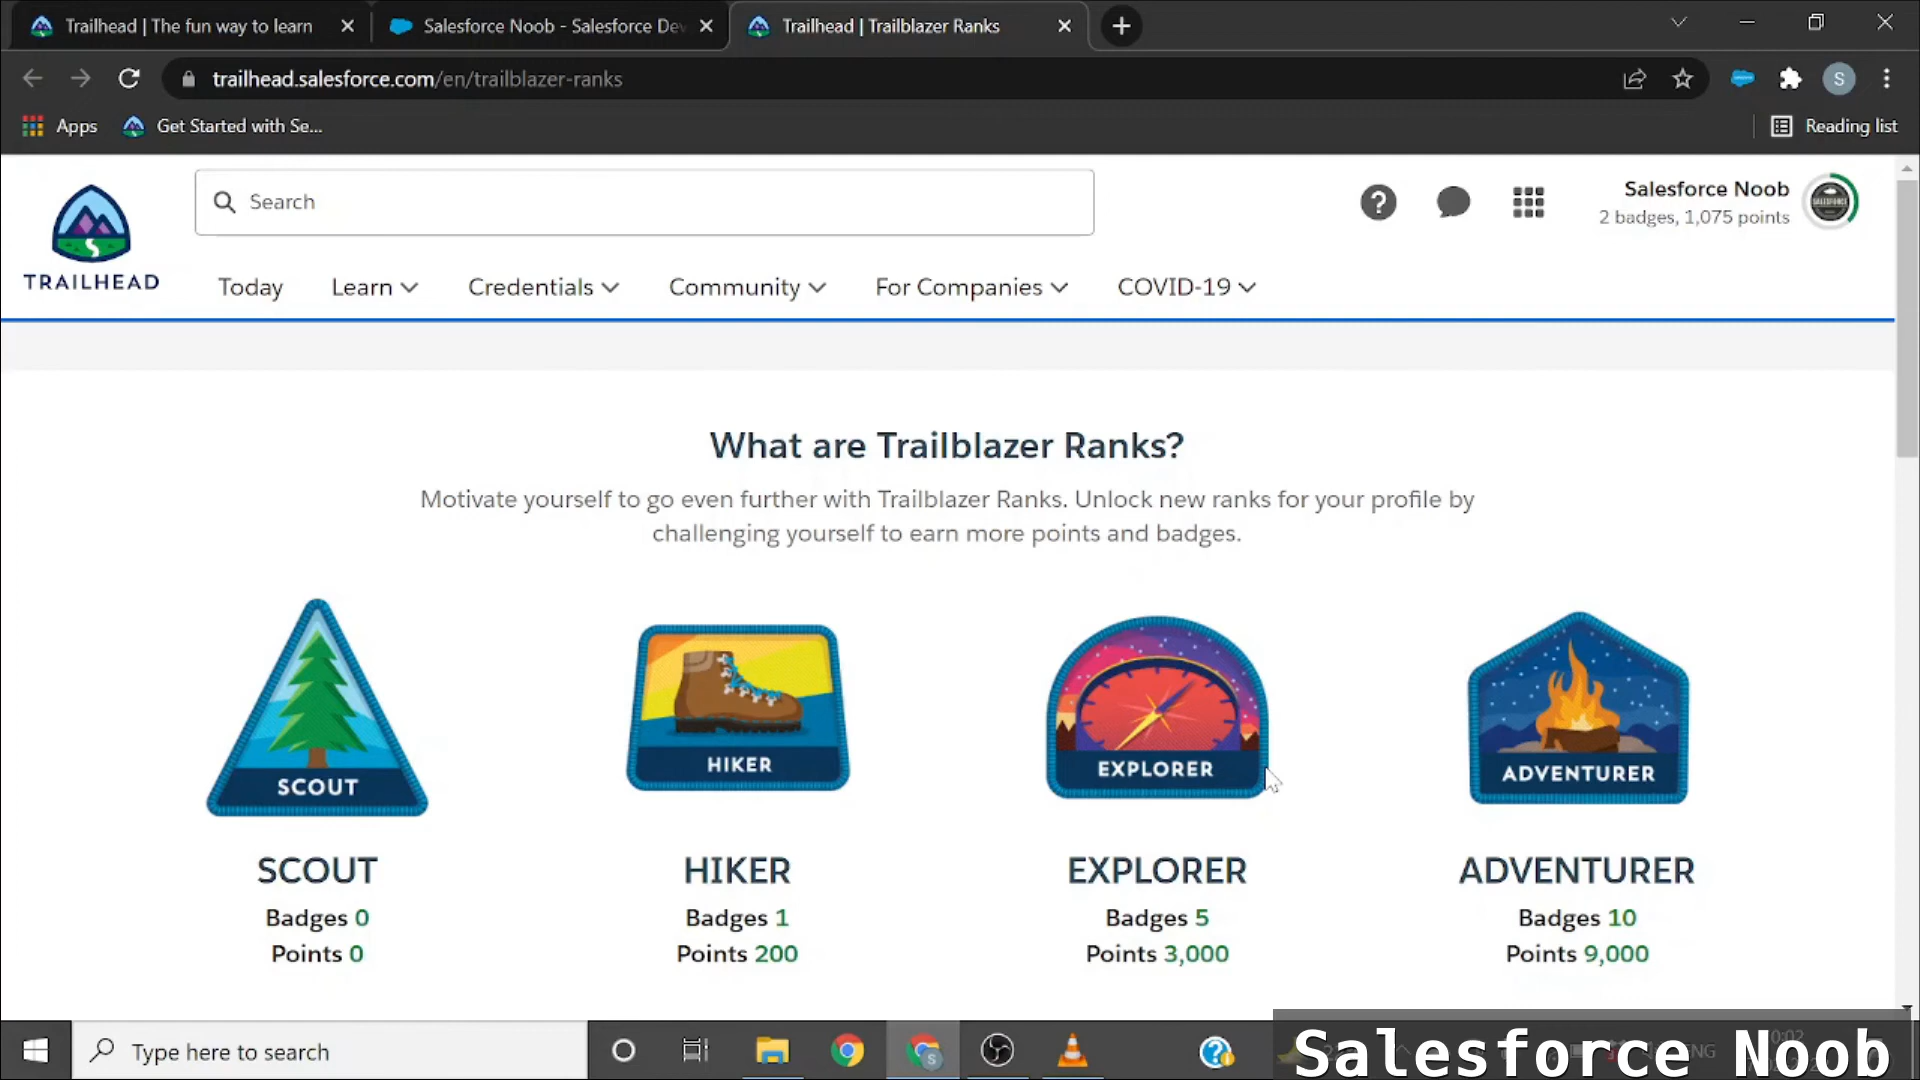 Trailhead | The fun way to learn
Salesforce Noob - Salesforce Dev
Trailhead | Trailblazer Ranks
trailhead.salesforce.com/en/trailblazer-ranks
S
Apps
Get Started with Se...
Reading list
TRAILHEAD
Search
Salesforce Noob
2 badges, 1,075 points
Today
Learn
Credentials
Community
For Companies
COVID-19
What are Trailblazer Ranks?
Motivate yourself to go even further with Trailblazer Ranks. Unlock new ranks for your profile by
challenging yourself to earn more points and badges.
SCOUT
HIKER
EXPLORER
ADVENTURER
SCOUT
Badges 0
Points 0
HIKER
Badges 1
Points 200
EXPLORER
Badges 5
Points 3,000
ADVENTURER
Badges 10
Points 9,000
Type here to search
Salesforce Noob